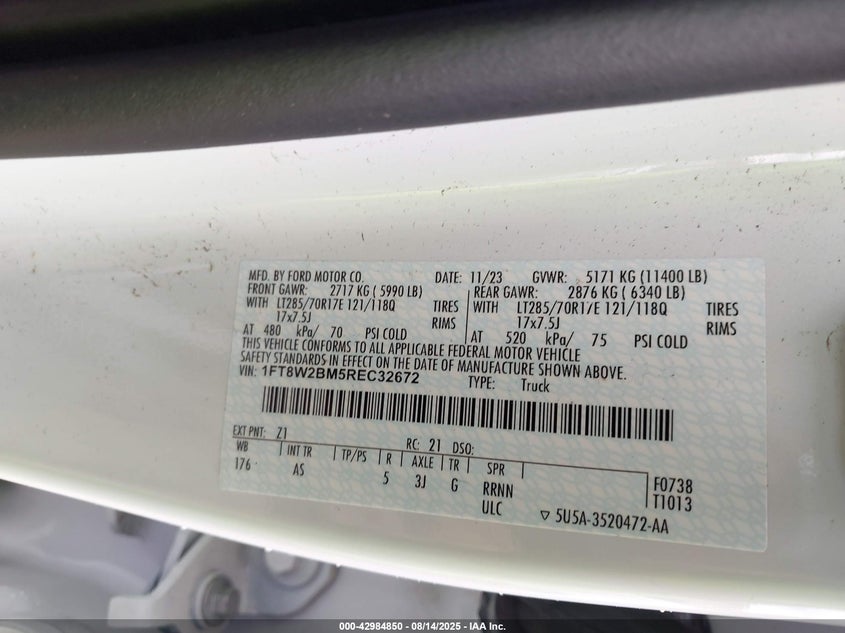 MFD. BY FORD MOTOR CO. DATE: 11/23 GVWR: 5171 KG (11400 LB)
FRONT GAWR: 2717 KG ( 5990 LB) REAR GAWR: 2876 KG ( 6340 LB)
WITH LT285/70R17E 121/118Q TIRES WITH LT285/70R17E 121/118Q TIRES
17x7.5J RIMS 17x7.5J RIMS
AT 480 kPa/ 70 PSI COLD AT 520 kPa/ 75 PSI COLD
THIS VEHICLE CONFORMS TO ALL APPLICABLE FEDERAL MOTOR VEHICLE
SAFETY STANDARDS IN EFFECT ON THE DATE OF MANUFACTURE SHOWN ABOVE.
VIN: 1FT8W2BM5REC32672 TYPE: Truck
EXT PNT: Z1 RC: 21 DSO:
WB INT TR TP/PS R AXLE TR SPR
176 AS 5 3J G RRNN F0738
ULC T1013
▽ 5U5A-3520472-AA
000-42984850 - 08/14/2025 - IAA Inc.